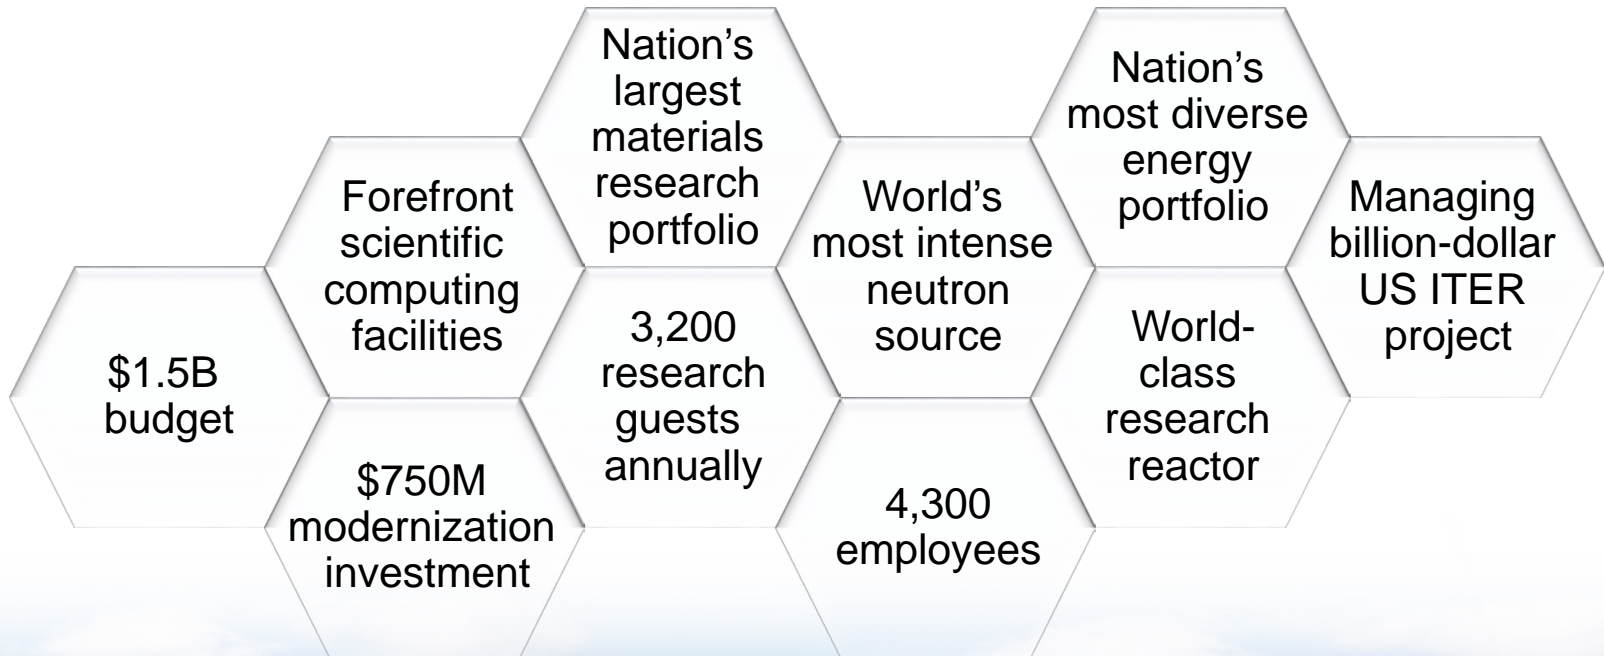 $1.5B
budget
Forefront
scientific
computing
facilities
$750M
modernization
investment
Nation’s
largest
materials
research
portfolio
3,200
research
guests
annually
World’s
most intense
neutron
source
4,300
employees
Nation’s
most diverse
energy
portfolio
World-
class
research
reactor
Managing
billion-dollar
US ITER
project